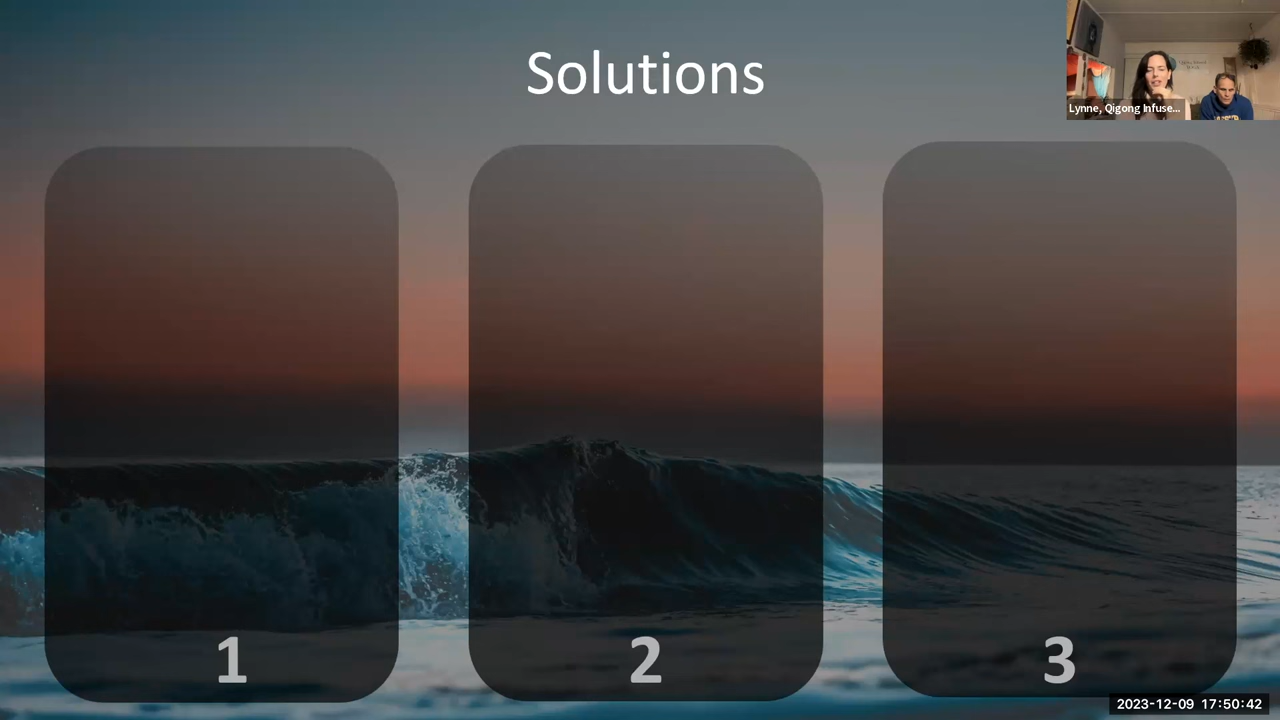 Solutions
Lynne, Qigong Infuse...
1
2
3
2023-12-09 17:50:42